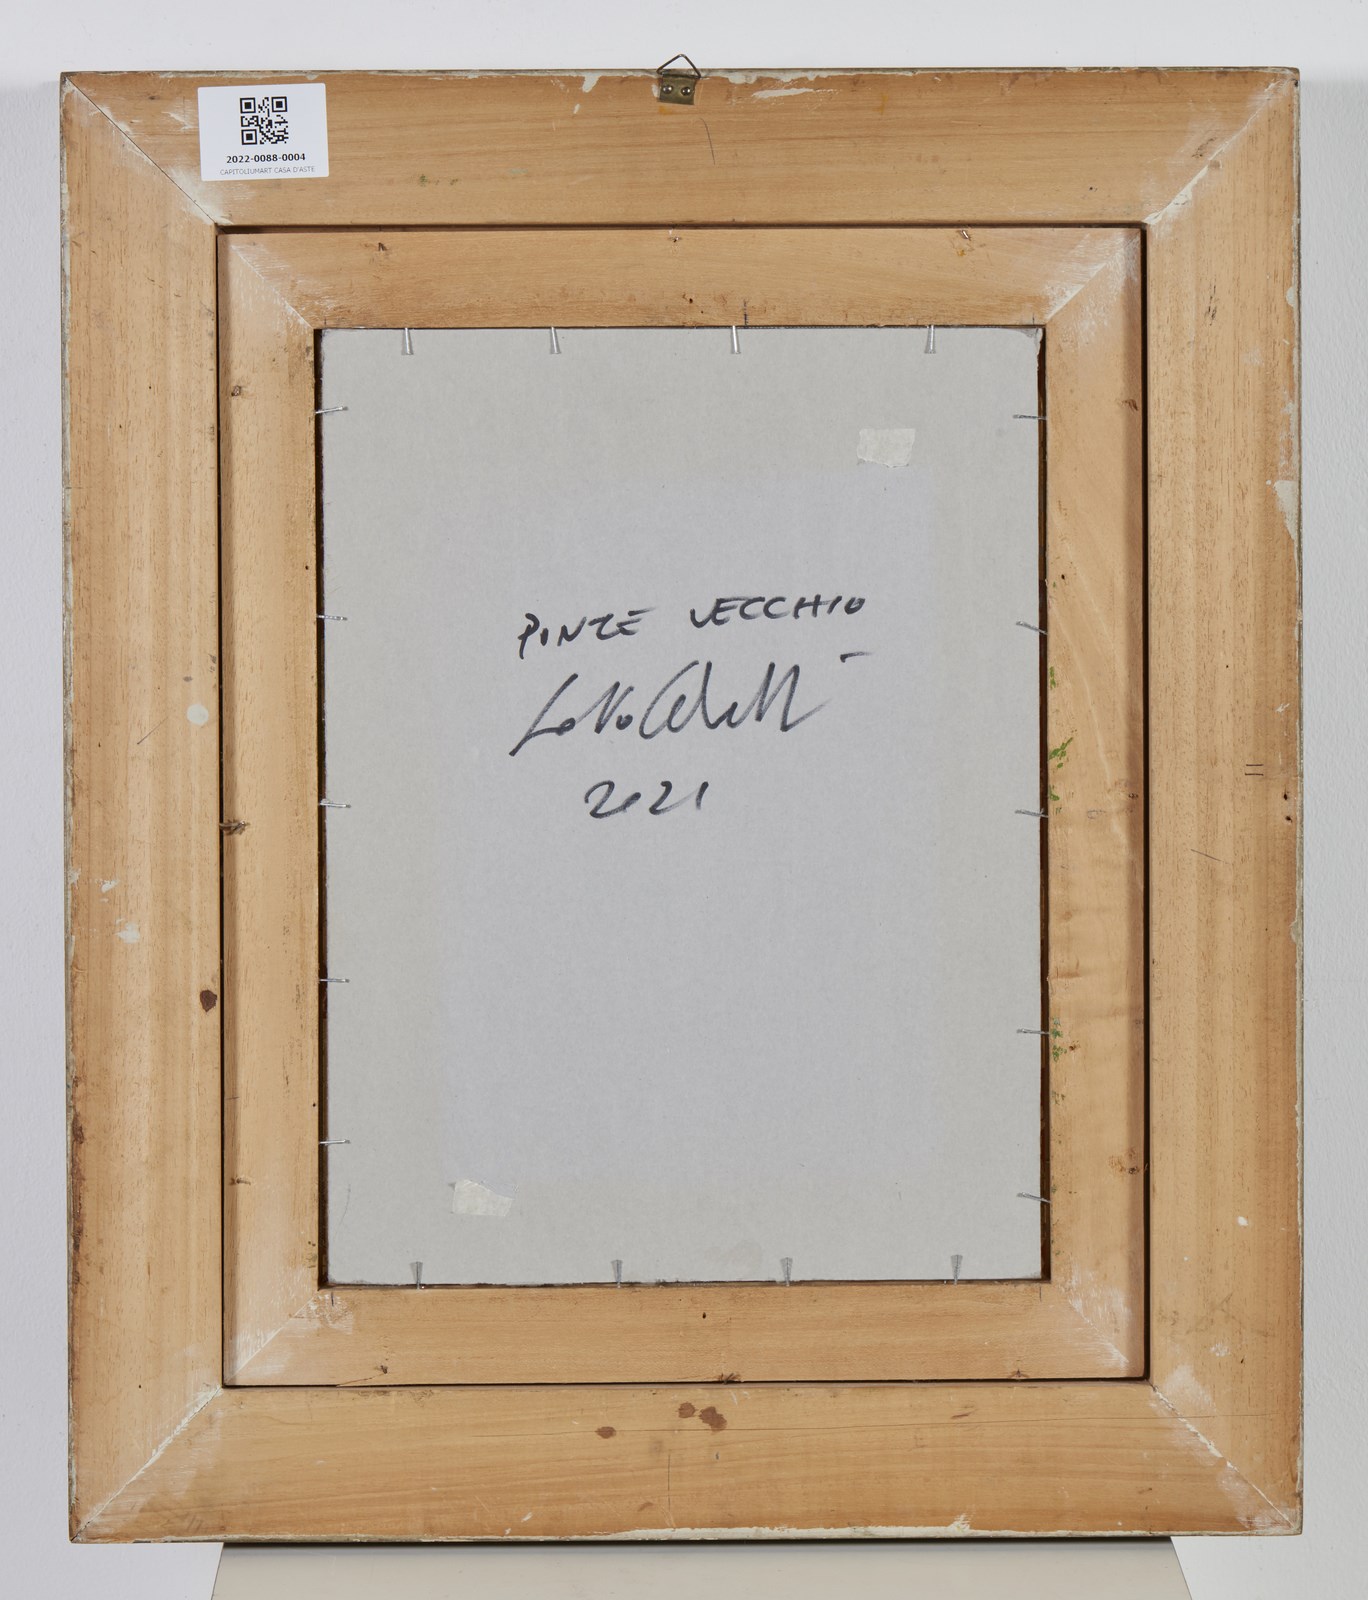 2022-0088-0004
CAPITOLIUMART CASA D'ASTE
PONTE VECCHIO
2021